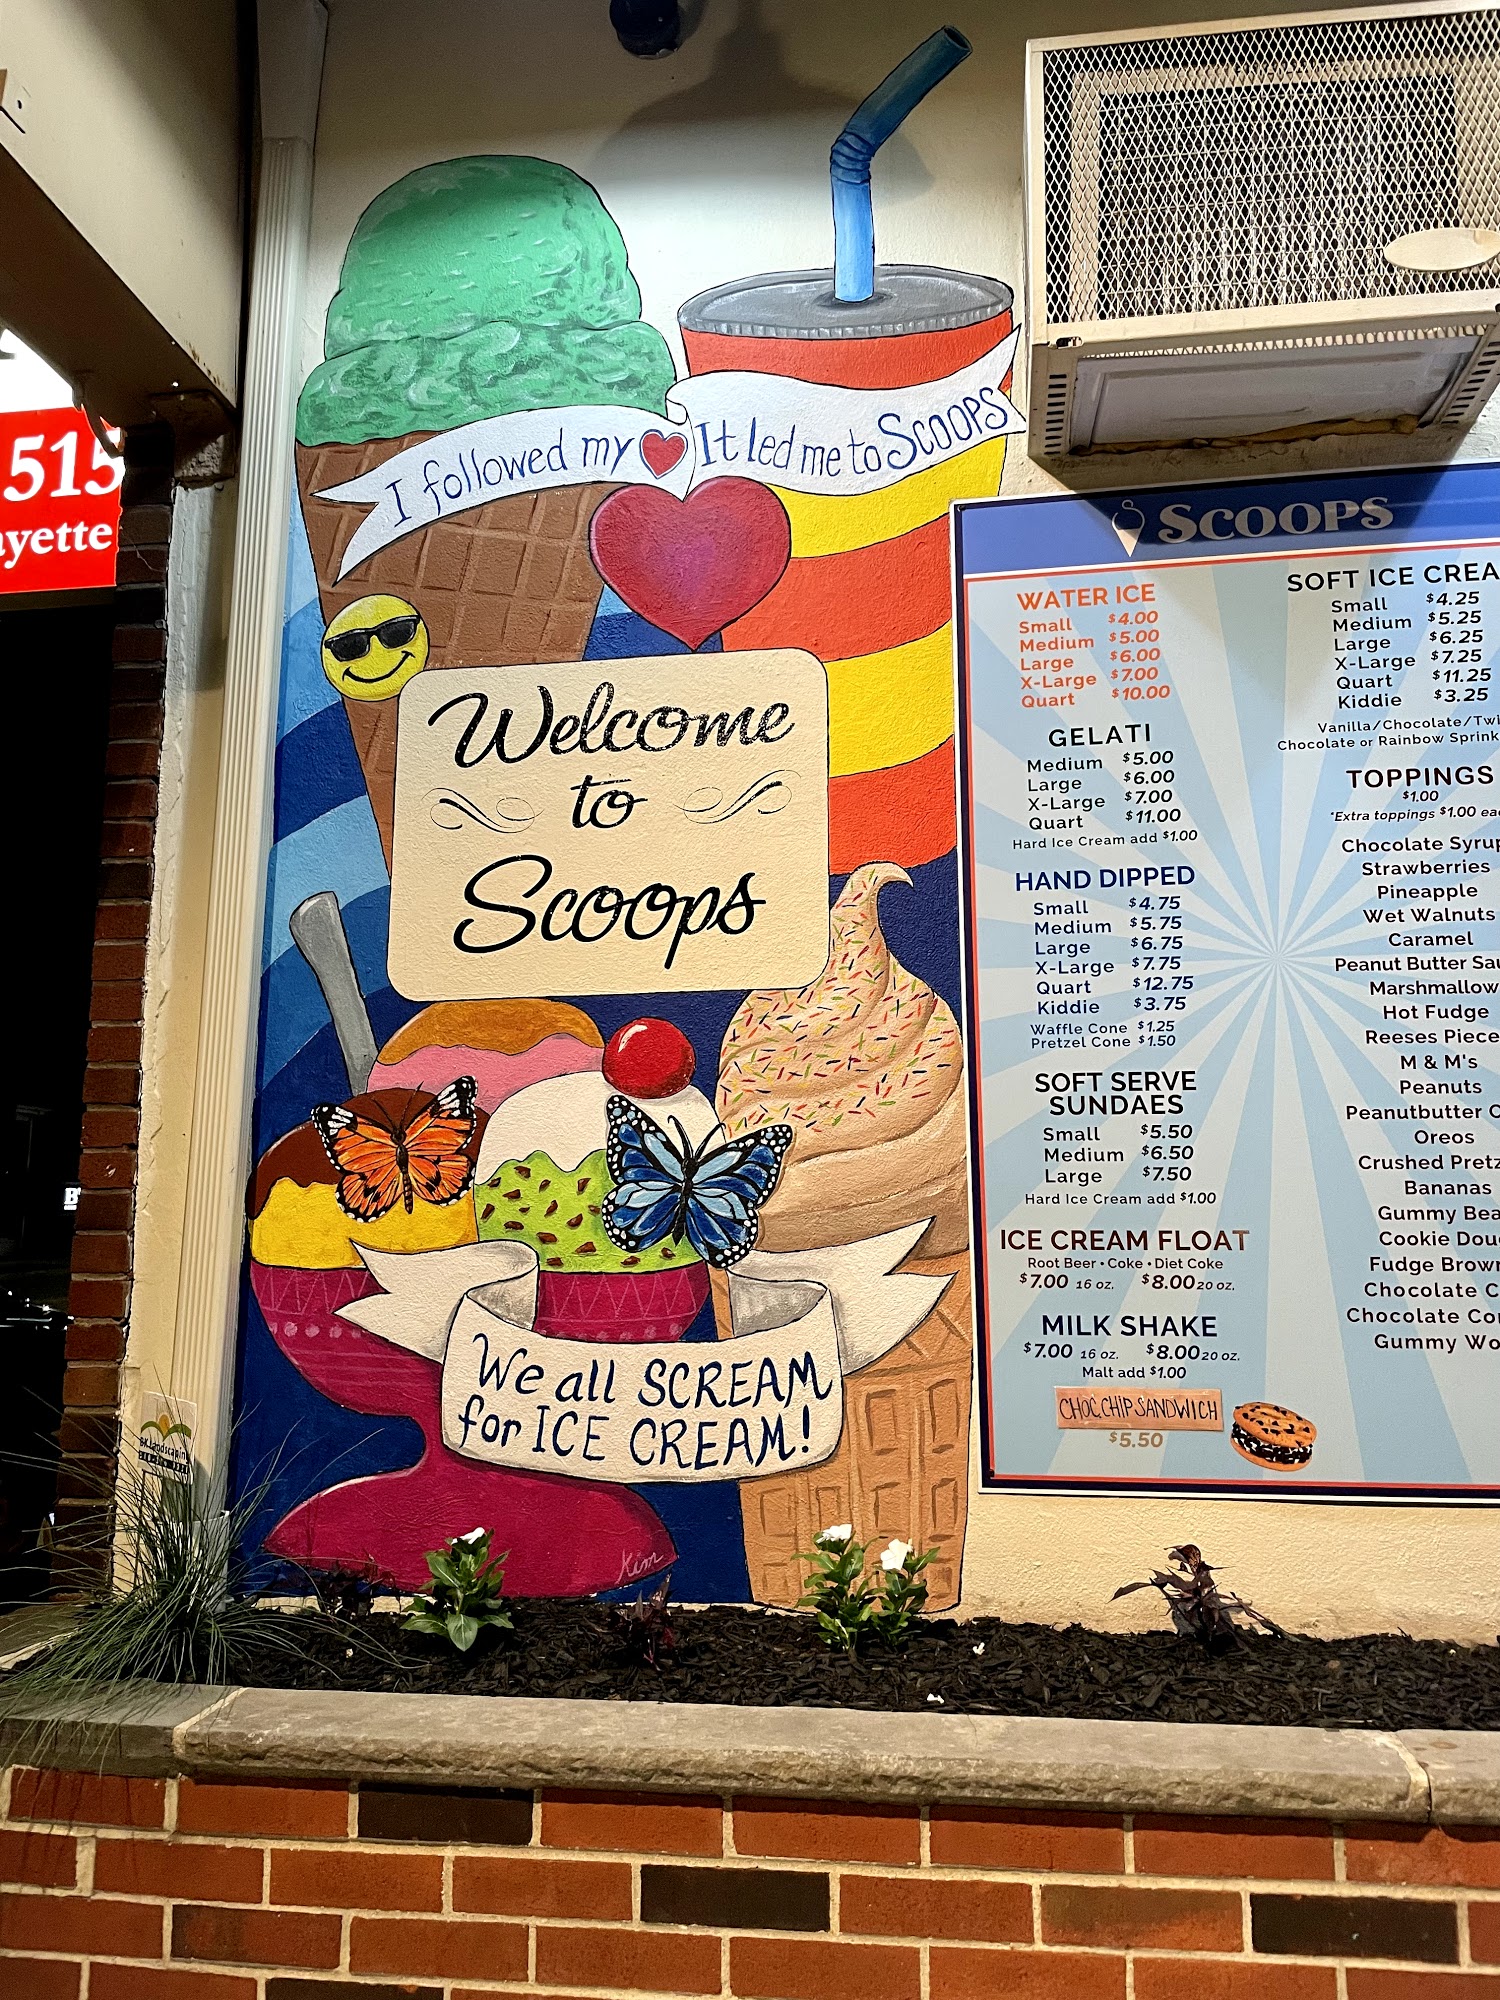 515
ayette
I followed my
It led me to SCOOPS
Welcome
to
Scoops
We all SCREAM
for ICE CREAM!
Kim
SCOOPS
WATER ICE
Small $4.00
Medium $5.00
Large $6.00
X-Large $7.00
Quart $10.00
GELATI
Medium $5.00
Large $6.00
X-Large $7.00
Quart $11.00
Hard Ice Cream add $1.00
HAND DIPPED
Small $4.75
Medium $5.75
Large $6.75
X-Large $7.75
Quart $12.75
Kiddie $3.75
Waffle Cone $1.25
Pretzel Cone $1.50
SOFT SERVE
SUNDAES
Small $5.50
Medium $6.50
Large $7.50
Hard Ice Cream add $1.00
ICE CREAM FLOAT
Root Beer • Coke • Diet Coke
$7.00 16 oz. $8.00 20 oz.
MILK SHAKE
$7.00 16 oz. $8.00 20 oz.
Malt add $1.00
CHOC. CHIP SANDWICH
$5.50
SOFT ICE CREA
Small $4.25
Medium $5.25
Large $6.25
X-Large $7.25
Quart $11.25
Kiddie $3.25
Vanilla/Chocolate/Twi
Chocolate or Rainbow Sprink
TOPPINGS
$1.00
*Extra toppings $1.00 eac
Chocolate Syrup
Strawberries
Pineapple
Wet Walnuts
Caramel
Peanut Butter Sau
Marshmallow
Hot Fudge
Reeses Piece
M & M's
Peanuts
Peanutbutter C
Oreos
Crushed Pretz
Bananas
Gummy Bea
Cookie Dou
Fudge Brown
Chocolate C
Chocolate Co
Gummy Wo